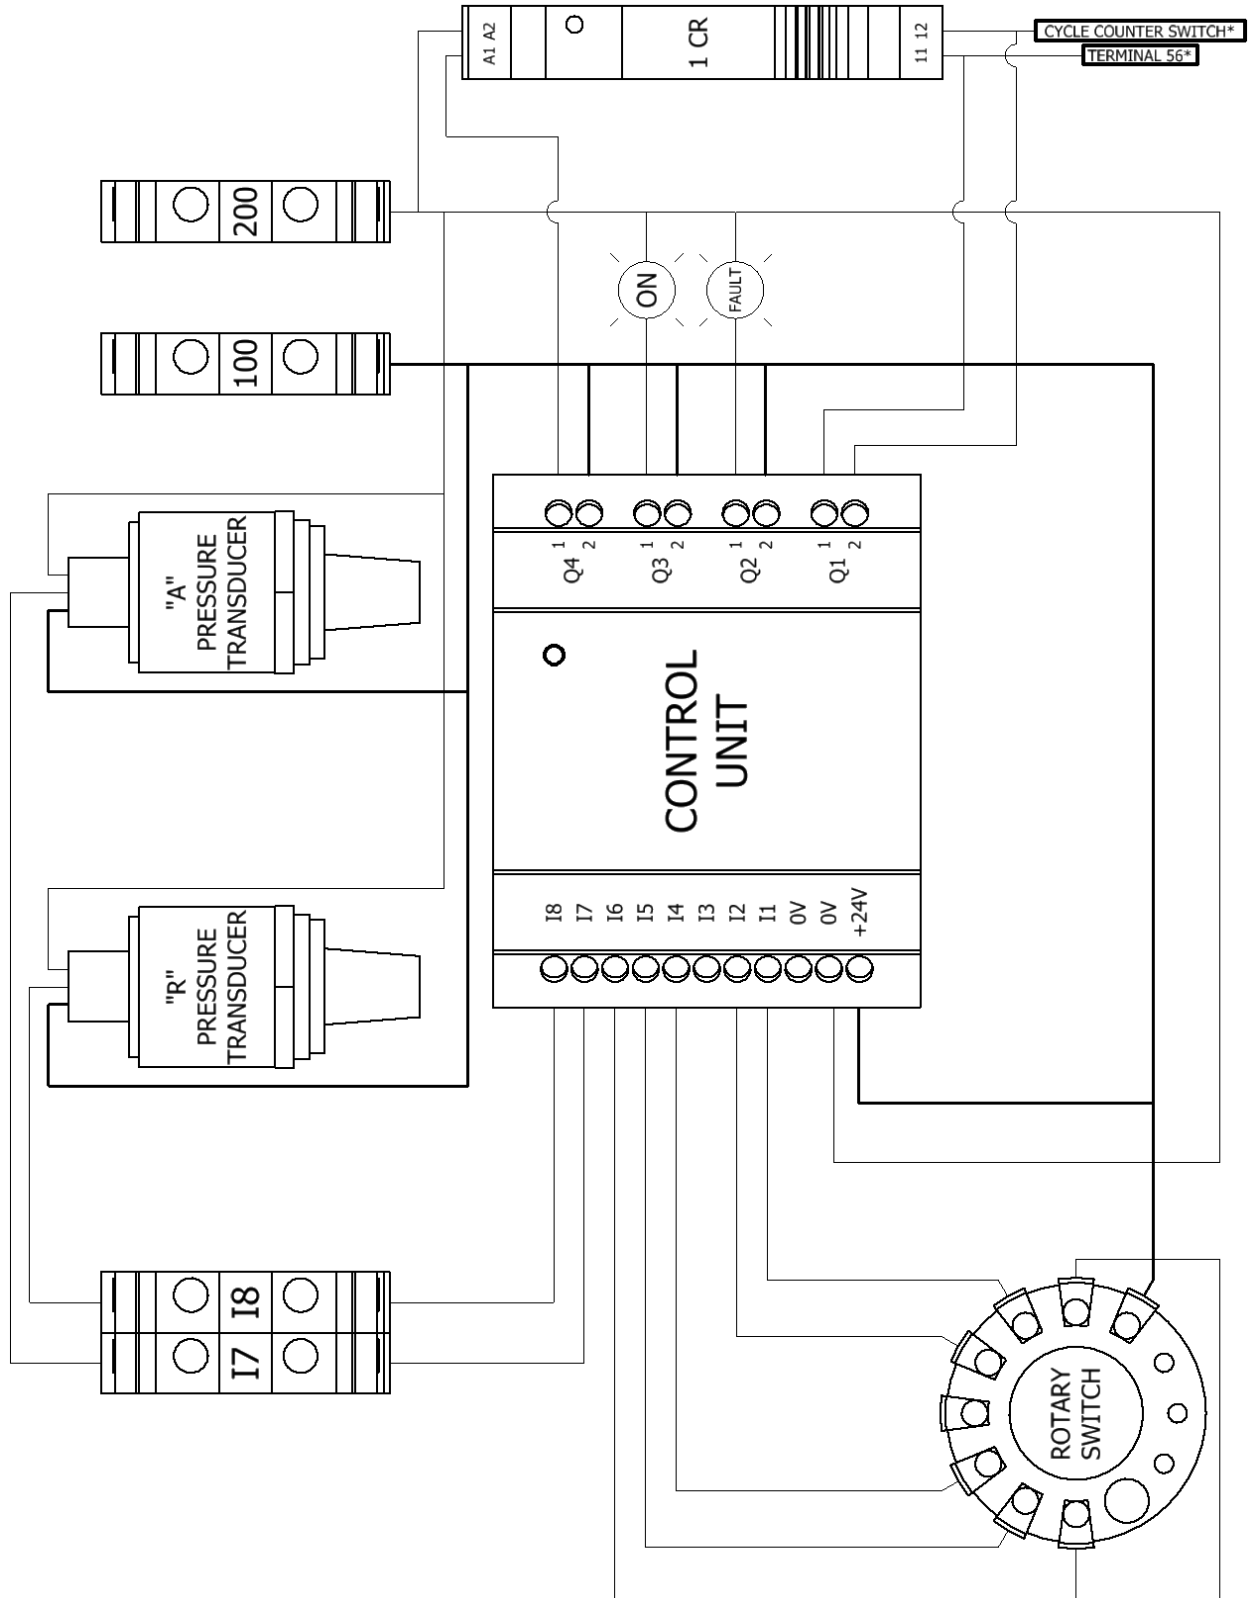 A1 A2
1 CR
11 12
CYCLE COUNTER SWITCH*
TERMINAL 56*
200
ON
FAULT
100
1 2 1 2 1 2 1 2
Q4 Q3 Q2 Q1
"A"
PRESSURE
TRANSDUCER
CONTROL
UNIT
I8 I7 I6 I5 I4 I3 I2 I1 0V 0V +24V
"R"
PRESSURE
TRANSDUCER
I8
I7
ROTARY
SWITCH